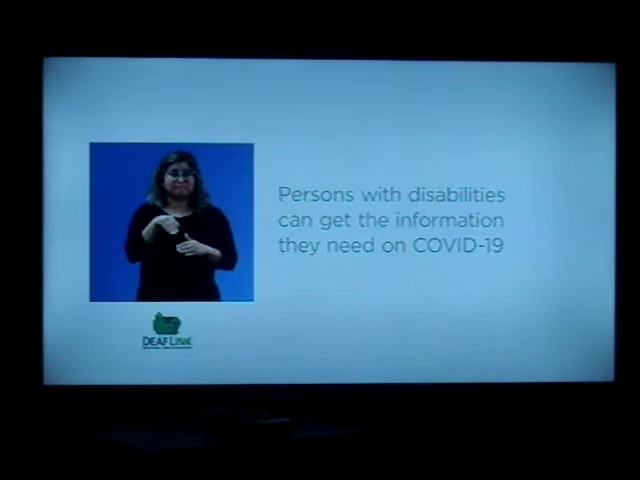 Persons with disabilities
can get the information
they need on COVID-19
DEAFLINK